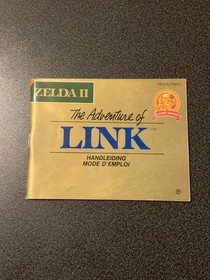 ZELDA II
The Adventure of
LINK
HANDLEIDING
MODE D'EMPLOI